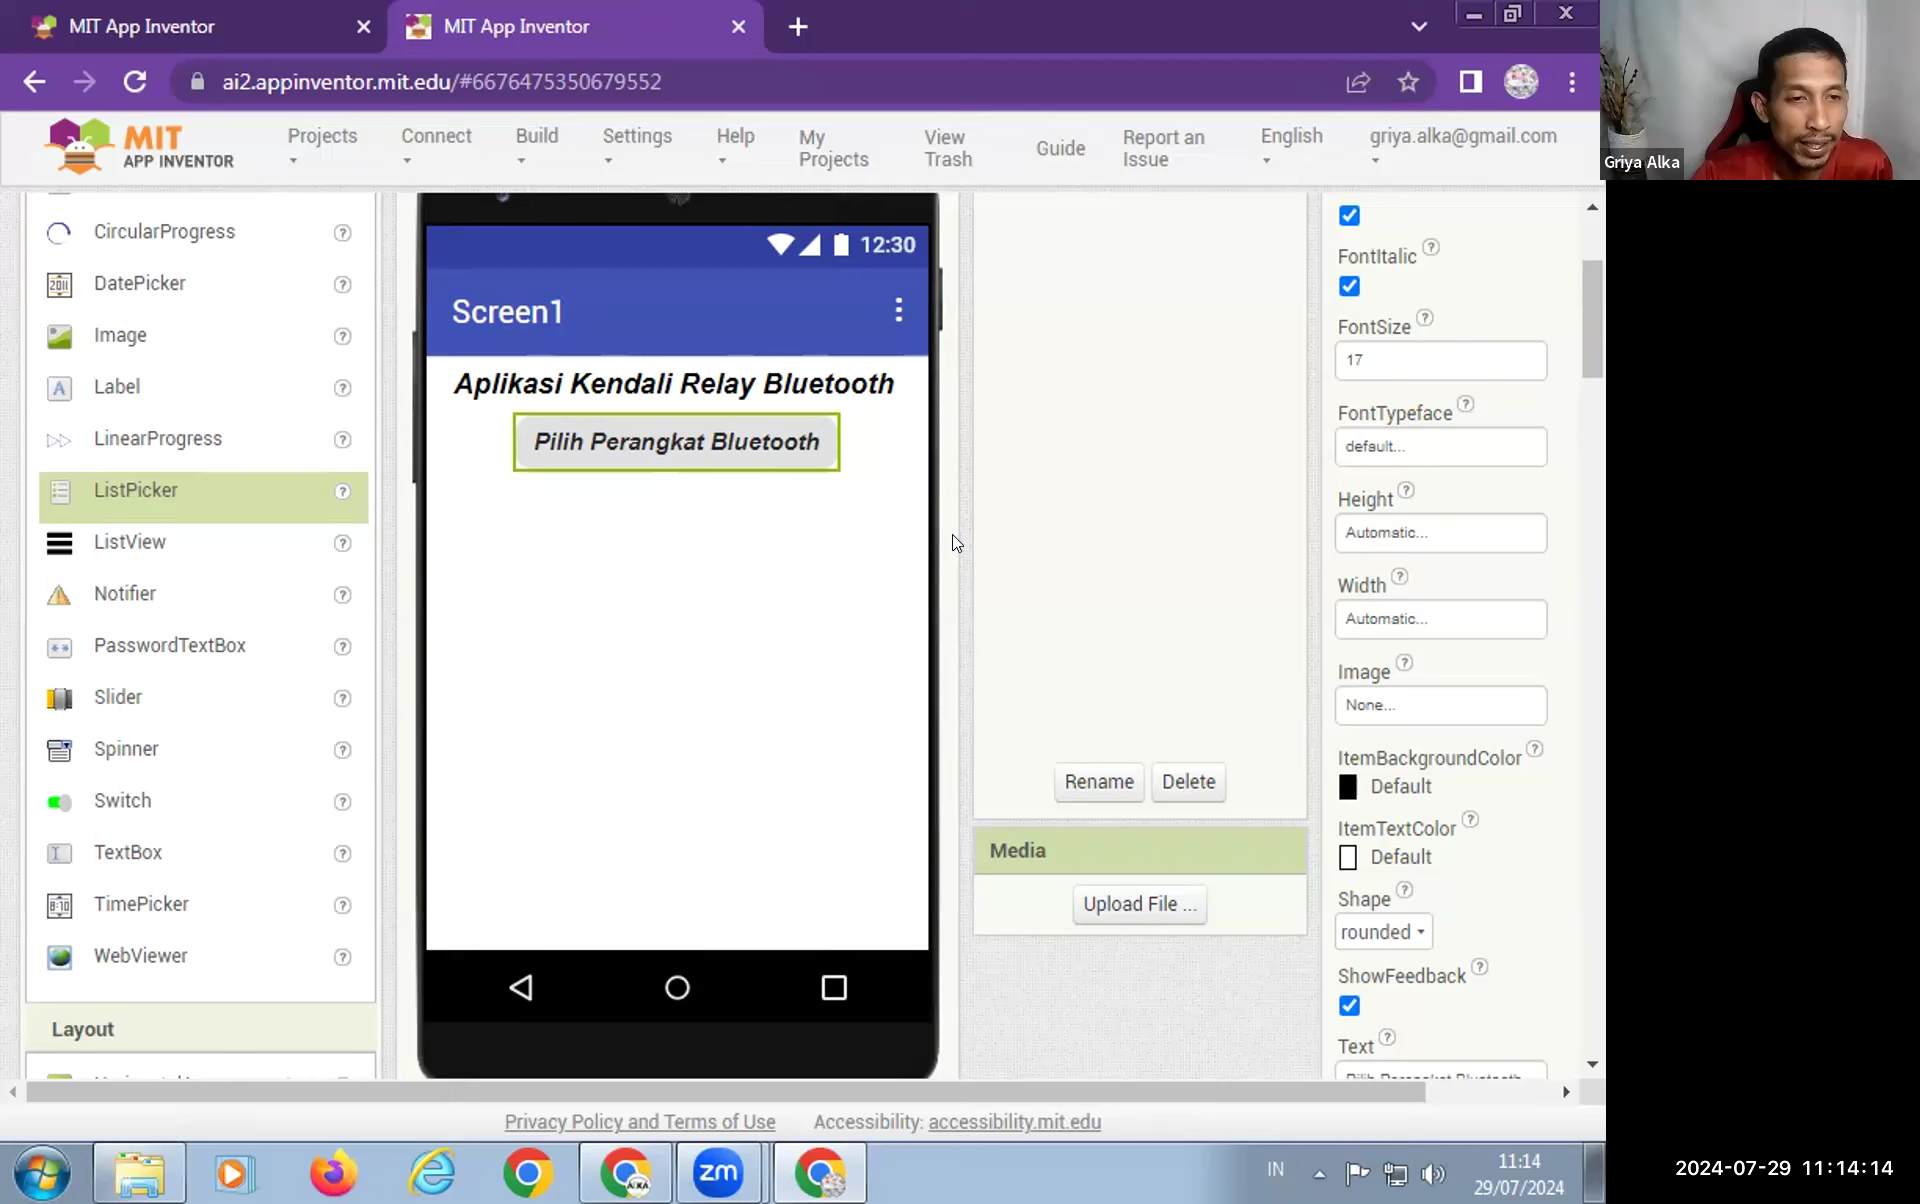 MIT App Inventor
MIT App Inventor
ai2.appinventor.mit.edu/#6676475350679552
MIT
APP INVENTOR
Projects
Connect
Build
Settings
Help
My Projects
View Trash
Guide
Report an Issue
English
griya.alka@gmail.com
Griya Alka
CircularProgress
DatePicker
Image
Label
LinearProgress
ListPicker
ListView
Notifier
PasswordTextBox
Slider
Spinner
Switch
TextBox
TimePicker
WebViewer
Layout
12:30
Screen1
Aplikasi Kendali Relay Bluetooth
Pilih Perangkat Bluetooth
Rename
Delete
Media
Upload File ...
FontItalic
FontSize
17
FontTypeface
default...
Height
Automatic...
Width
Automatic...
Image
None...
ItemBackgroundColor
Default
ItemTextColor
Default
Shape
rounded
ShowFeedback
Text
Pilih Perangkat Bluetooth
Privacy Policy and Terms of Use
Accessibility: accessibility.mit.edu
zm
IN
11:14
29/07/2024
2024-07-29 11:14:14